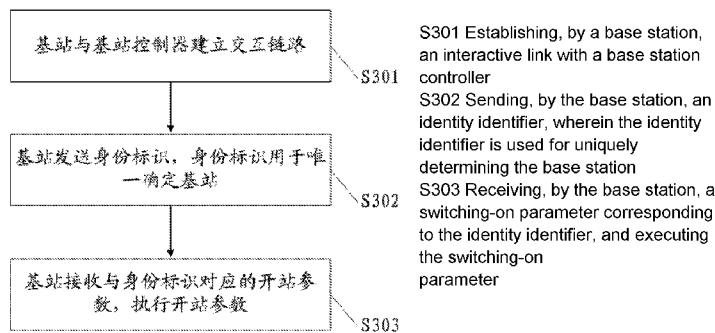 基站与基站控制器建立交互链路
S301
基站发送身份标识，身份标识用于唯
一确定基站
S302
基站接收与身份标识对应的开站参
数，执行开站参数
S303
S301 Establishing, by a base station,
an interactive link with a base station
controller
S302 Sending, by the base station, an
identity identifier, wherein the identity
identifier is used for uniquely
determining the base station
S303 Receiving, by the base station, a
switching-on parameter corresponding
to the identity identifier, and executing
the switching-on
parameter